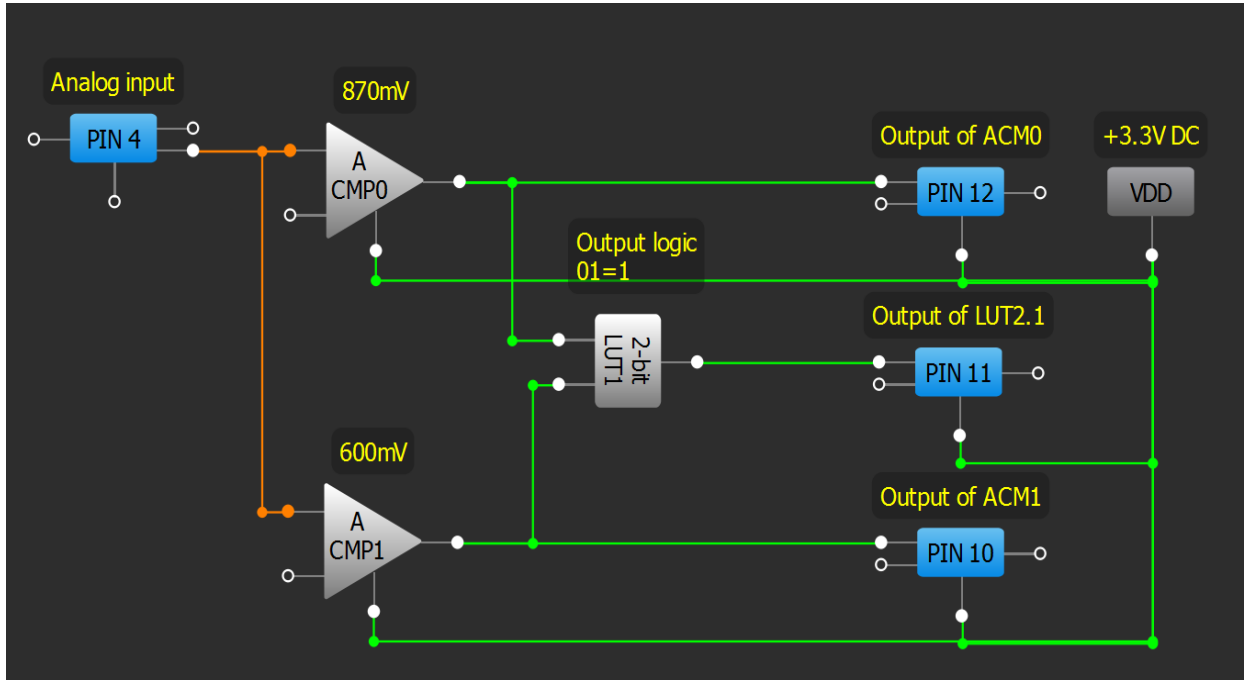 Analog input
PIN 4
870mV
A
CMP0
Output of ACM0
PIN 12
+3.3V DC
VDD
Output logic
01=1
2-bit
LUT1
Output of LUT2.1
PIN 11
600mV
A
CMP1
Output of ACM1
PIN 10